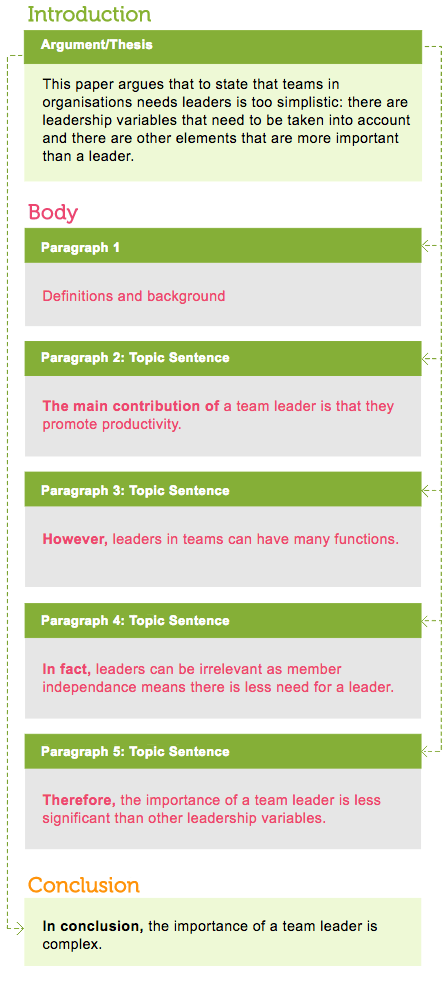 Introduction
Argument/Thesis
This paper argues that to state that teams in
organisations needs leaders is too simplistic: there are
leadership variables that need to be taken into account
and there are other elements that are more important
than a leader.
Body
Paragraph 1
Definitions and background
Paragraph 2: Topic Sentence
The main contribution of a team leader is that they
promote productivity.
Paragraph 3: Topic Sentence
However, leaders in teams can have many functions.
Paragraph 4: Topic Sentence
In fact, leaders can be irrelevant as member
independance means there is less need for a leader.
Paragraph 5: Topic Sentence
Therefore, the importance of a team leader is less
significant than other leadership variables.
Conclusion
In conclusion, the importance of a team leader is
complex.